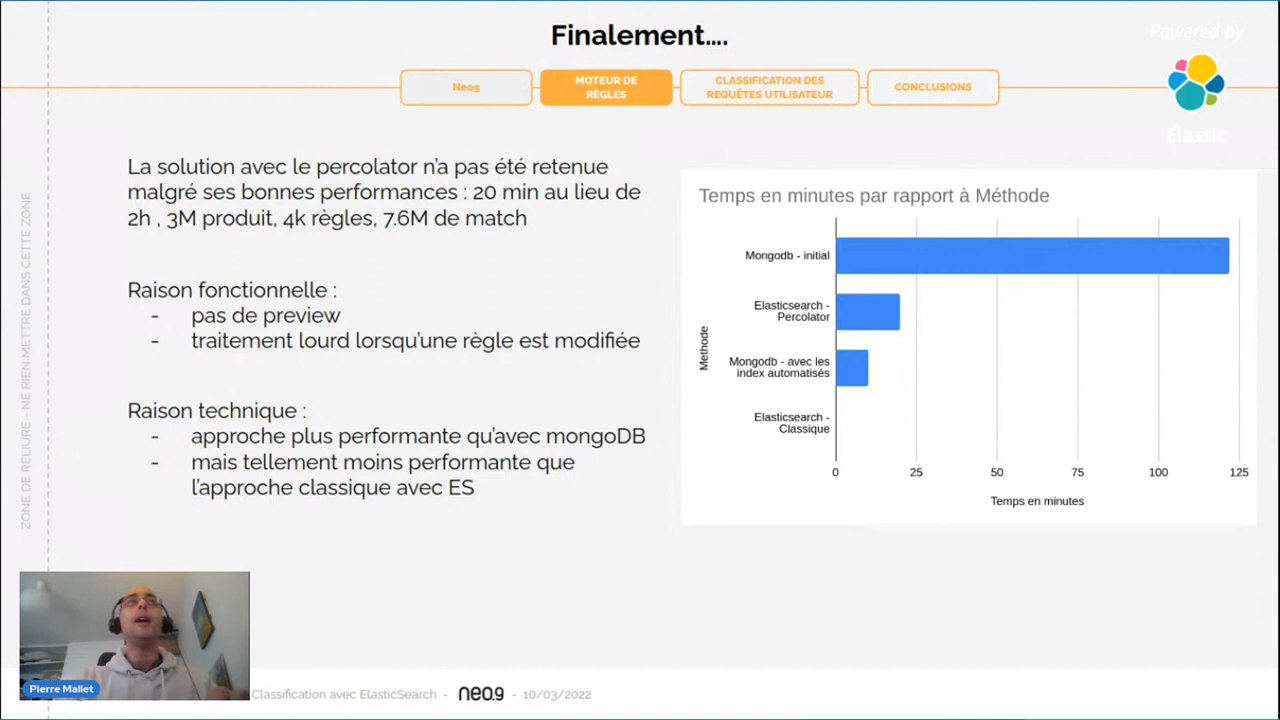 Finalement....
Powered by
Neo9
MOTEUR DE
RÈGLES
CLASSIFICATION DES
REQUÊTES UTILISATEUR
CONCLUSIONS
Elastic
La solution avec le percolator n'a pas été retenue
malgré ses bonnes performances : 20 min au lieu de
2h , 3M produit, 4k règles, 7.6M de match
Raison fonctionnelle :
- pas de preview
- traitement lourd lorsqu'une règle est modifiée
Raison technique :
- approche plus performante qu'avec mongoDB
- mais tellement moins performante que
l'approche classique avec ES
Temps en minutes par rapport à Méthode
Méthode
Mongodb - initial
Elasticsearch -
Percolator
Mongodb - avec les
index automatisés
Elasticsearch -
Classique
0 25 50 75 100 125
Temps en minutes
ZONE DE RELIURE - NE RIEN METTRE DANS CETTE ZONE
Pierre Mallet
Classification avec ElasticSearch - neo.9 - 10/03/2022